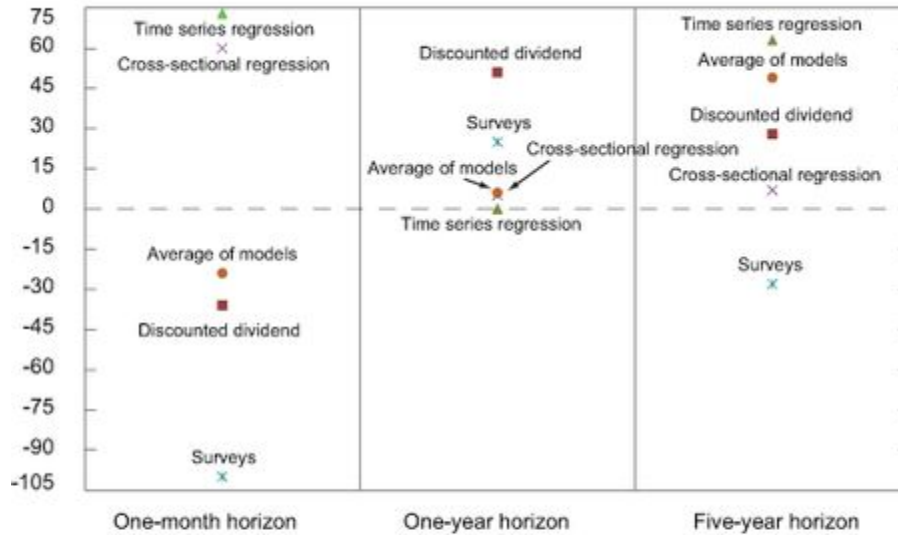 75
60
45
30
15
0
-15
-30
-45
-60
-75
-90
-105
Time series regression
Cross-sectional regression
Average of models
Discounted dividend
Surveys
Discounted dividend
Surveys
Cross-sectional regression
Average of models
Time series regression
Time series regression
Average of models
Discounted dividend
Cross-sectional regression
Surveys
One-month horizon
One-year horizon
Five-year horizon